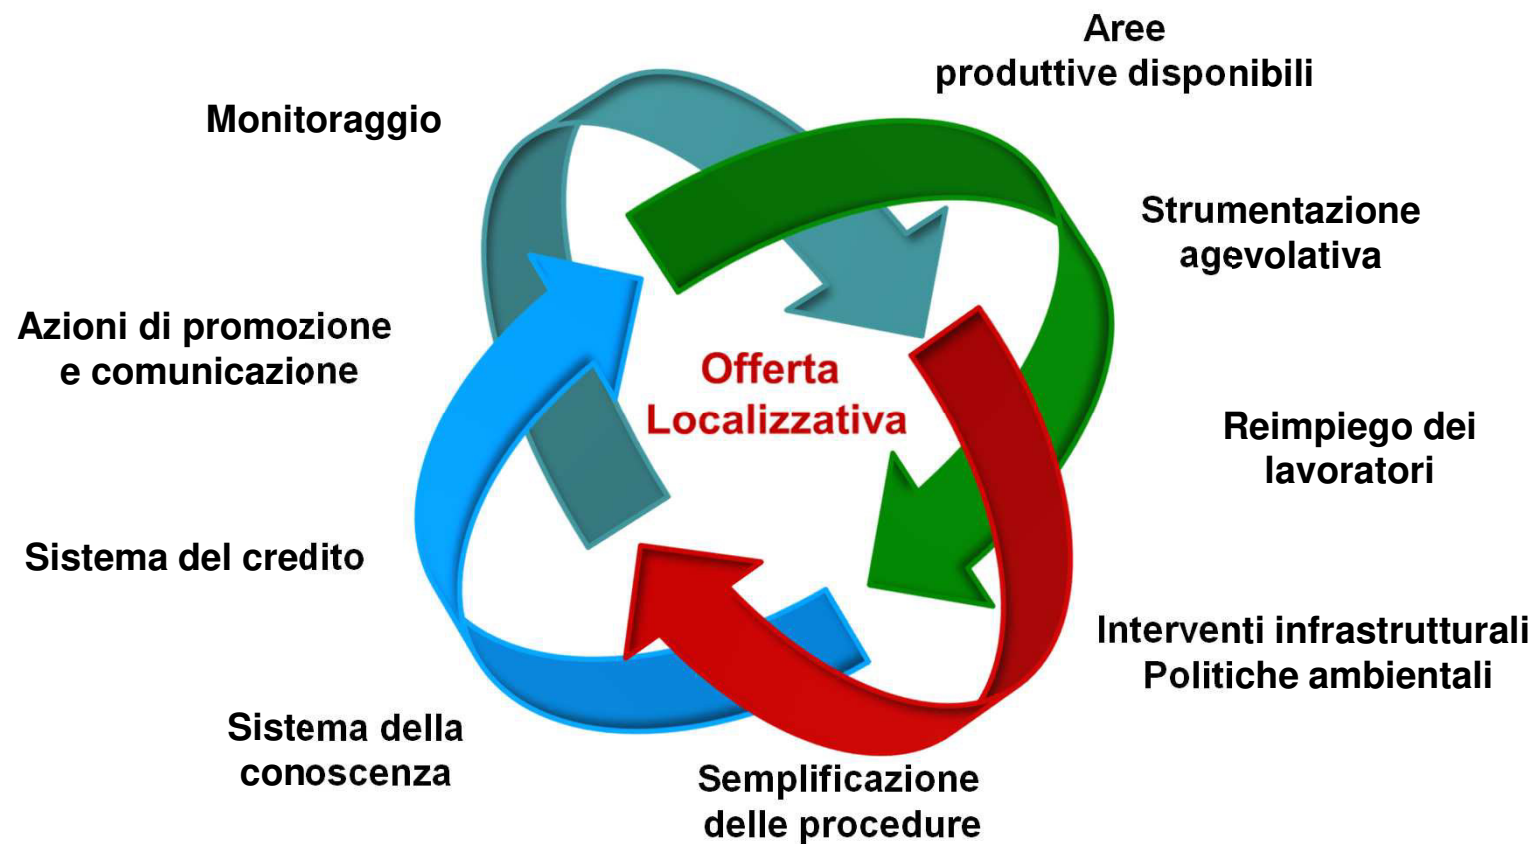 Aree
produttive disponibili
Monitoraggio
Strumentazione
agevolativa
Azioni di promozione
e comunicazione
Offerta
Localizzativa
Reimpiego dei
lavoratori
Sistema del credito
Interventi infrastrutturali
Politiche ambientali
Sistema della
conoscenza
Semplificazione
delle procedure